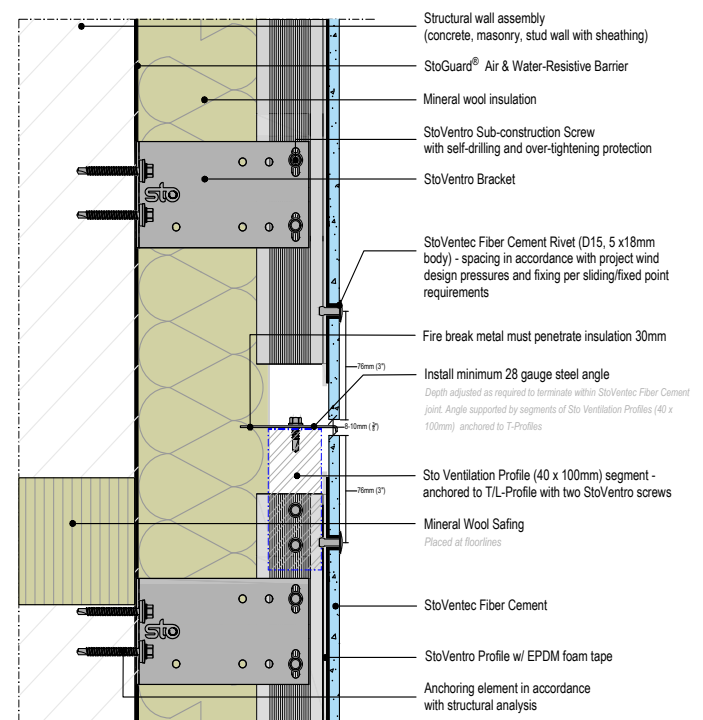 Structural wall assembly
(concrete, masonry, stud wall with sheathing)
StoGuard® Air & Water-Resistive Barrier
Mineral wool insulation
StoVentro Sub-construction Screw
with self-drilling and over-tightening protection
sto
StoVentro Bracket
StoVentec Fiber Cement Rivet (D15, 5 x18mm
body) - spacing in accordance with project wind
design pressures and fixing per sliding/fixed point
requirements
Fire break metal must penetrate insulation 30mm
76mm (3")
Install minimum 28 gauge steel angle
Depth adjusted as required to terminate within StoVentec Fiber Cement
joint. Angle supported by segments of Sto Ventilation Profiles (40 x
100mm) anchored to T-Profiles
8-10mm (⅜")
Sto Ventilation Profile (40 x 100mm) segment -
anchored to T/L-Profile with two StoVentro screws
76mm (3")
Mineral Wool Safing
Placed at floorlines
StoVentec Fiber Cement
sto
StoVentro Profile w/ EPDM foam tape
Anchoring element in accordance
with structural analysis